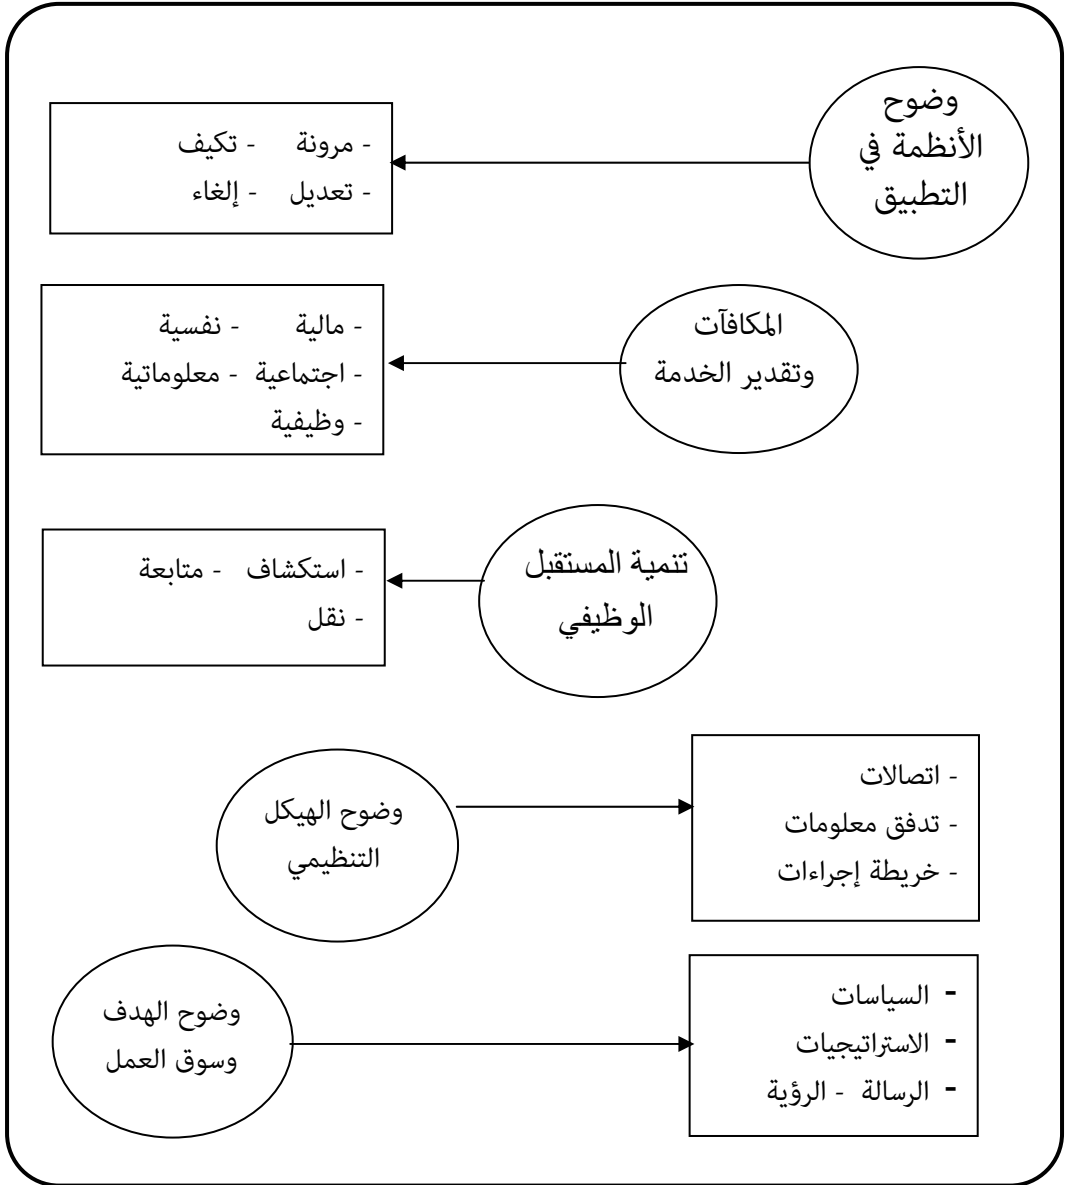 وضوح
الأنظمة في
التطبيق
- مرونة - تكيف
- تعديل - إلغاء
المكافآت
وتقدير الخدمة
- مالية - نفسية
- اجتماعية - معلوماتية
- وظيفية
تنمية المستقبل
الوظيفي
- استكشاف - متابعة
- نقل
وضوح الهيكل
التنظيمي
- اتصالات
- تدفق معلومات
- خريطة إجراءات
وضوح الهدف
وسوق العمل
- السياسات
- الاستراتيجيات
- الرسالة - الرؤية